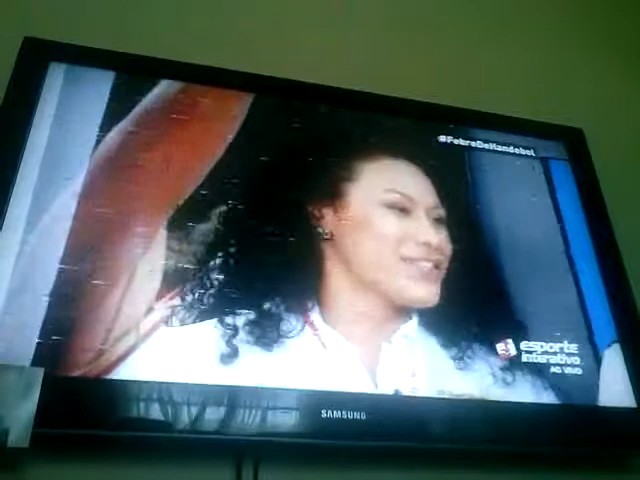 #FebreDeHandebol
esporte
interativo
AO VIVO
SAMSUNG